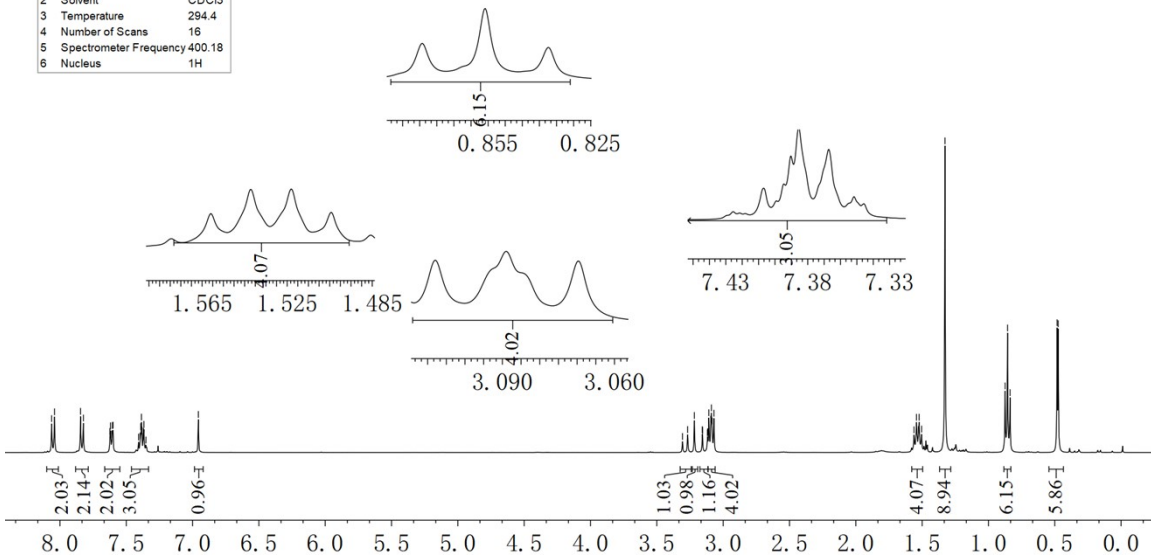 2 Solvent CDCl3
3 Temperature 294.4
4 Number of Scans 16
5 Spectrometer Frequency 400.18
6 Nucleus 1H
6.15
0.855 0.825
3.05
7.43 7.38 7.33
4.07
1.565 1.525 1.485
4.02
3.090 3.060
2.03 2.14 2.02 3.05 0.96 1.03 0.98 1.16 4.02 4.07 8.94 6.15 5.86
8.0 7.5 7.0 6.5 6.0 5.5 5.0 4.5 4.0 3.5 3.0 2.5 2.0 1.5 1.0 0.5 0.0